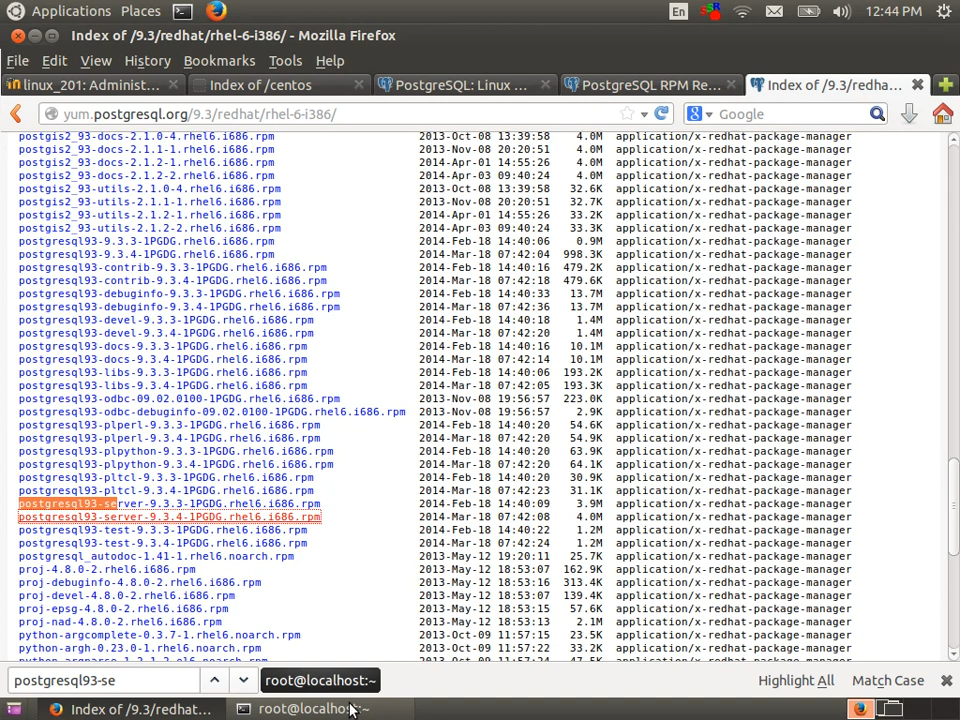 Applications Places En 12:44 PM
Index of /9.3/redhat/rhel-6-i386/ - Mozilla Firefox
File Edit View History Bookmarks Tools Help
linux_201: Administ... Index of /centos PostgreSQL: Linux ... PostgreSQL RPM Re... Index of /9.3/redha...
yum.postgresql.org/9.3/redhat/rhel-6-i386/ Google
postgis2_93-docs-2.1.0-4.rhel6.i686.rpm 2013-Oct-08 13:39:58 4.0M application/x-redhat-package-manager
postgis2_93-docs-2.1.1-1.rhel6.i686.rpm 2013-Nov-08 20:20:51 4.0M application/x-redhat-package-manager
postgis2_93-docs-2.1.2-1.rhel6.i686.rpm 2014-Apr-01 14:55:26 4.0M application/x-redhat-package-manager
postgis2_93-docs-2.1.2-2.rhel6.i686.rpm 2014-Apr-03 09:40:24 4.0M application/x-redhat-package-manager
postgis2_93-utils-2.1.0-4.rhel6.i686.rpm 2013-Oct-08 13:39:58 32.6K application/x-redhat-package-manager
postgis2_93-utils-2.1.1-1.rhel6.i686.rpm 2013-Nov-08 20:20:51 32.7K application/x-redhat-package-manager
postgis2_93-utils-2.1.2-1.rhel6.i686.rpm 2014-Apr-01 14:55:26 33.2K application/x-redhat-package-manager
postgis2_93-utils-2.1.2-2.rhel6.i686.rpm 2014-Apr-03 09:40:24 33.3K application/x-redhat-package-manager
postgresql93-9.3.3-1PGDG.rhel6.i686.rpm 2014-Feb-18 14:40:06 0.9M application/x-redhat-package-manager
postgresql93-9.3.4-1PGDG.rhel6.i686.rpm 2014-Mar-18 07:42:04 998.3K application/x-redhat-package-manager
postgresql93-contrib-9.3.3-1PGDG.rhel6.i686.rpm 2014-Feb-18 14:40:16 479.2K application/x-redhat-package-manager
postgresql93-contrib-9.3.4-1PGDG.rhel6.i686.rpm 2014-Mar-18 07:42:18 479.6K application/x-redhat-package-manager
postgresql93-debuginfo-9.3.3-1PGDG.rhel6.i686.rpm 2014-Feb-18 14:40:33 13.7M application/x-redhat-package-manager
postgresql93-debuginfo-9.3.4-1PGDG.rhel6.i686.rpm 2014-Mar-18 07:42:36 13.7M application/x-redhat-package-manager
postgresql93-devel-9.3.3-1PGDG.rhel6.i686.rpm 2014-Feb-18 14:40:18 1.4M application/x-redhat-package-manager
postgresql93-devel-9.3.4-1PGDG.rhel6.i686.rpm 2014-Mar-18 07:42:20 1.4M application/x-redhat-package-manager
postgresql93-docs-9.3.3-1PGDG.rhel6.i686.rpm 2014-Feb-18 14:40:16 10.1M application/x-redhat-package-manager
postgresql93-docs-9.3.4-1PGDG.rhel6.i686.rpm 2014-Mar-18 07:42:14 10.1M application/x-redhat-package-manager
postgresql93-libs-9.3.3-1PGDG.rhel6.i686.rpm 2014-Feb-18 14:40:06 193.2K application/x-redhat-package-manager
postgresql93-libs-9.3.4-1PGDG.rhel6.i686.rpm 2014-Mar-18 07:42:05 193.3K application/x-redhat-package-manager
postgresql93-odbc-09.02.0100-1PGDG.rhel6.i686.rpm 2013-Nov-08 19:56:57 223.0K application/x-redhat-package-manager
postgresql93-odbc-debuginfo-09.02.0100-1PGDG.rhel6.i686.rpm 2013-Nov-08 19:56:57 2.9K application/x-redhat-package-manager
postgresql93-plperl-9.3.3-1PGDG.rhel6.i686.rpm 2014-Feb-18 14:40:20 54.6K application/x-redhat-package-manager
postgresql93-plperl-9.3.4-1PGDG.rhel6.i686.rpm 2014-Mar-18 07:42:20 54.9K application/x-redhat-package-manager
postgresql93-plpython-9.3.3-1PGDG.rhel6.i686.rpm 2014-Feb-18 14:40:20 63.9K application/x-redhat-package-manager
postgresql93-plpython-9.3.4-1PGDG.rhel6.i686.rpm 2014-Mar-18 07:42:20 64.1K application/x-redhat-package-manager
postgresql93-pltcl-9.3.3-1PGDG.rhel6.i686.rpm 2014-Feb-18 14:40:20 30.9K application/x-redhat-package-manager
postgresql93-pltcl-9.3.4-1PGDG.rhel6.i686.rpm 2014-Mar-18 07:42:23 31.1K application/x-redhat-package-manager
postgresql93-server-9.3.3-1PGDG.rhel6.i686.rpm 2014-Feb-18 14:40:09 3.9M application/x-redhat-package-manager
postgresql93-server-9.3.4-1PGDG.rhel6.i686.rpm 2014-Mar-18 07:42:08 4.0M application/x-redhat-package-manager
postgresql93-test-9.3.3-1PGDG.rhel6.i686.rpm 2014-Feb-18 14:40:22 1.2M application/x-redhat-package-manager
postgresql93-test-9.3.4-1PGDG.rhel6.i686.rpm 2014-Mar-18 07:42:24 1.2M application/x-redhat-package-manager
postgresql_autodoc-1.41-1.rhel6.noarch.rpm 2013-May-12 19:20:11 25.7K application/x-redhat-package-manager
proj-4.8.0-2.rhel6.i686.rpm 2013-May-12 18:53:07 162.9K application/x-redhat-package-manager
proj-debuginfo-4.8.0-2.rhel6.i686.rpm 2013-May-12 18:53:16 313.4K application/x-redhat-package-manager
proj-devel-4.8.0-2.rhel6.i686.rpm 2013-May-12 18:53:07 139.4K application/x-redhat-package-manager
proj-epsg-4.8.0-2.rhel6.i686.rpm 2013-May-12 18:53:15 57.6K application/x-redhat-package-manager
proj-nad-4.8.0-2.rhel6.i686.rpm 2013-May-12 18:53:13 2.1M application/x-redhat-package-manager
python-argcomplete-0.3.7-1.rhel6.noarch.rpm 2013-Oct-09 11:57:15 23.5K application/x-redhat-package-manager
python-argh-0.23.0-1.rhel6.noarch.rpm 2013-Oct-09 11:57:22 35.4K application/x-redhat-package-manager
python-argparse-1.2.1-2.el6.noarch.rpm 2013-Oct-09 11:57:29 47.5K application/x-redhat-package-manager
postgresql93-se root@localhost:~ Highlight All Match Case
Index of /9.3/redhat/... root@localhost:~